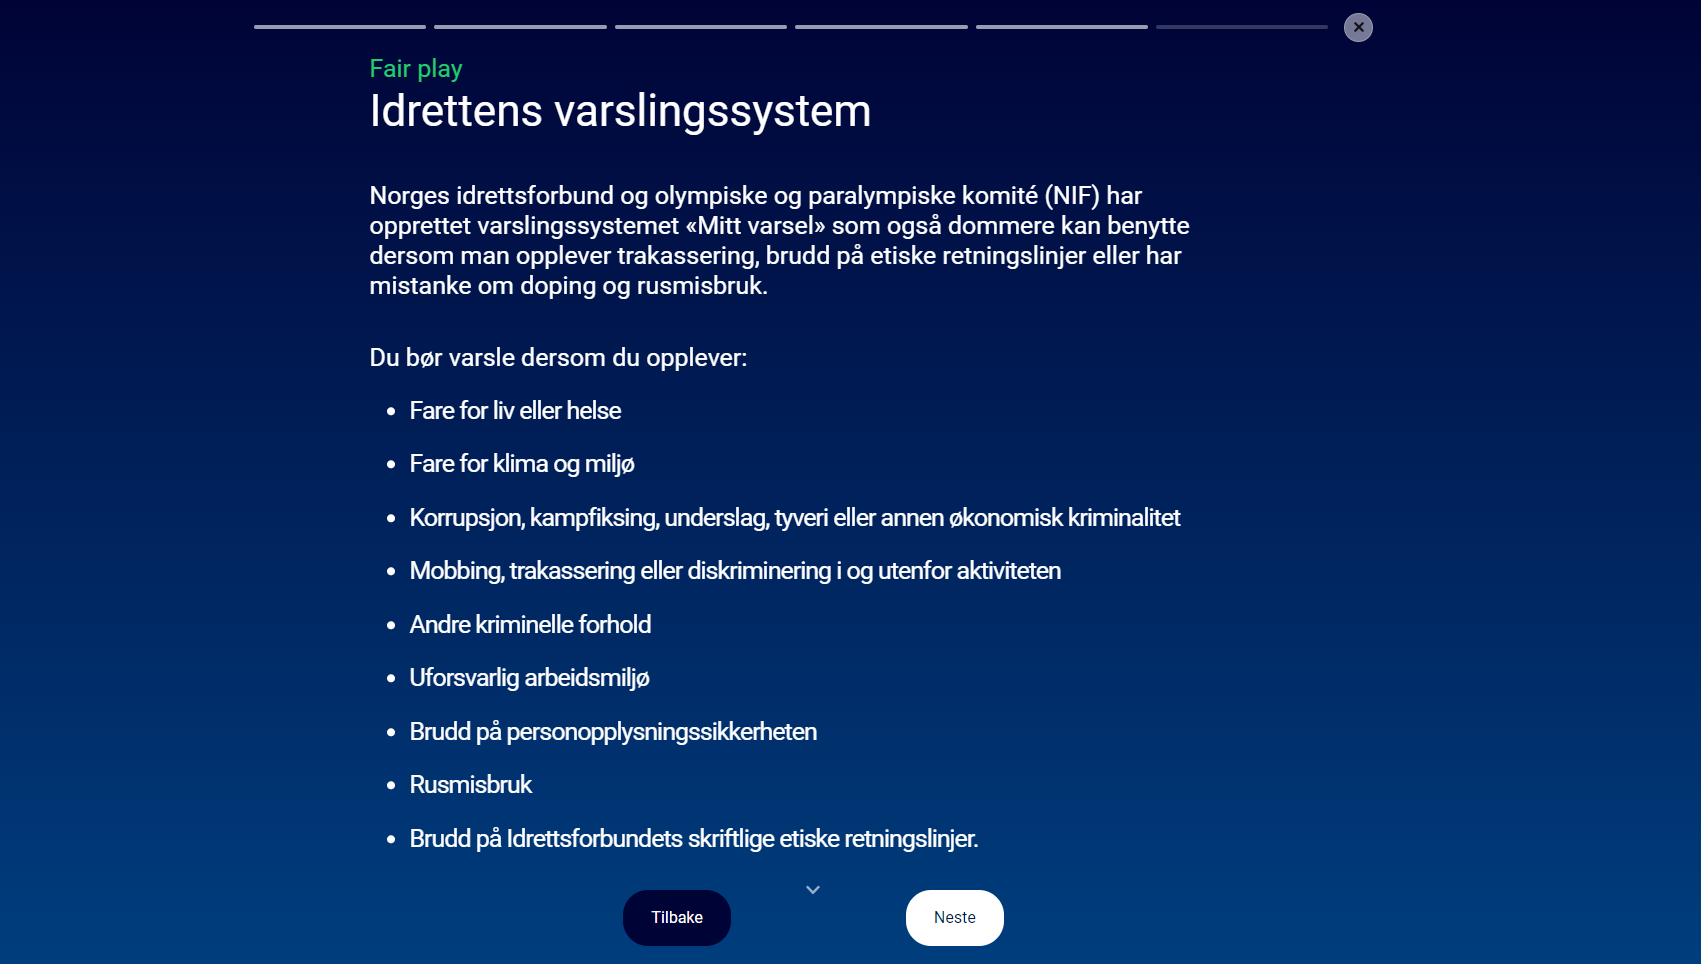 Fair play
Idrettens varslingssystem
Norges idrettsforbund og olympiske og paralympiske komité (NIF) har
opprettet varslingssystemet «Mitt varsel» som også dommere kan benytte
dersom man opplever trakassering, brudd på etiske retningslinjer eller har
mistanke om doping og rusmisbruk.
Du bør varsle dersom du opplever:
• Fare for liv eller helse
• Fare for klima og miljø
• Korrupsjon, kampfiksing, underslag, tyveri eller annen økonomisk kriminalitet
• Mobbing, trakassering eller diskriminering i og utenfor aktiviteten
• Andre kriminelle forhold
• Uforsvarlig arbeidsmiljø
• Brudd på personopplysningssikkerheten
• Rusmisbruk
• Brudd på Idrettsforbundets skriftlige etiske retningslinjer.
Tilbake
Neste